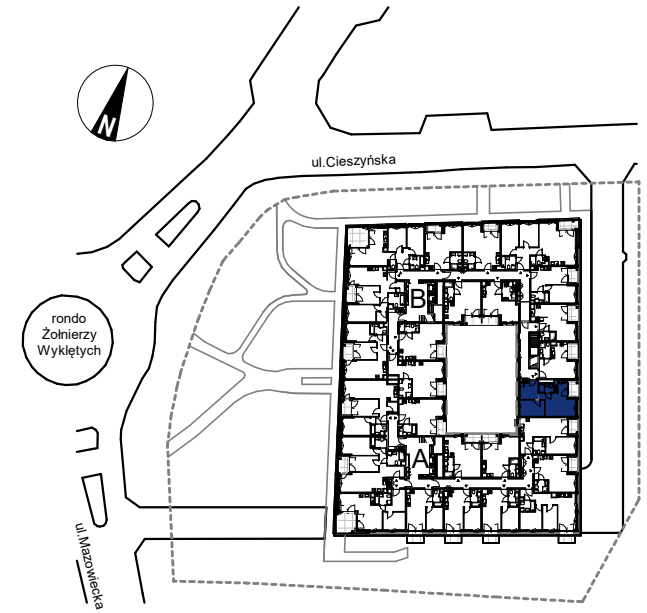 N
ul.Cieszyńska
B
rondo
Żołnierzy
Wyklętych
A
ul.Mazowiecka